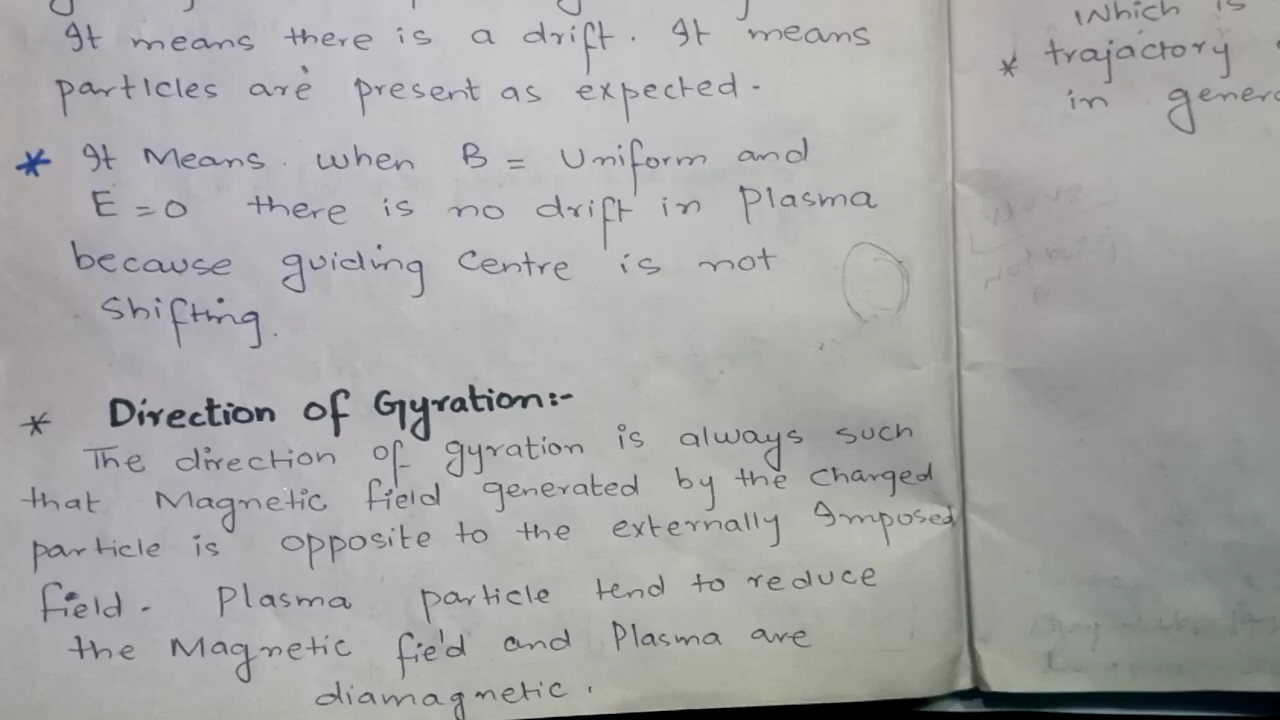 It means there is a drift. It means
particles are present as expected.
* It Means. when B = Uniform and
E = 0 there is no drift in Plasma
because guiding Centre is not
Shifting.
* Direction of Gyration:-
The direction of gyration is always such
that Magnetic field generated by the charged
particle is opposite to the externally Imposed
field. Plasma particle tend to reduce
the Magnetic field and Plasma are
diamagnetic.
Which is
* trajactory
in